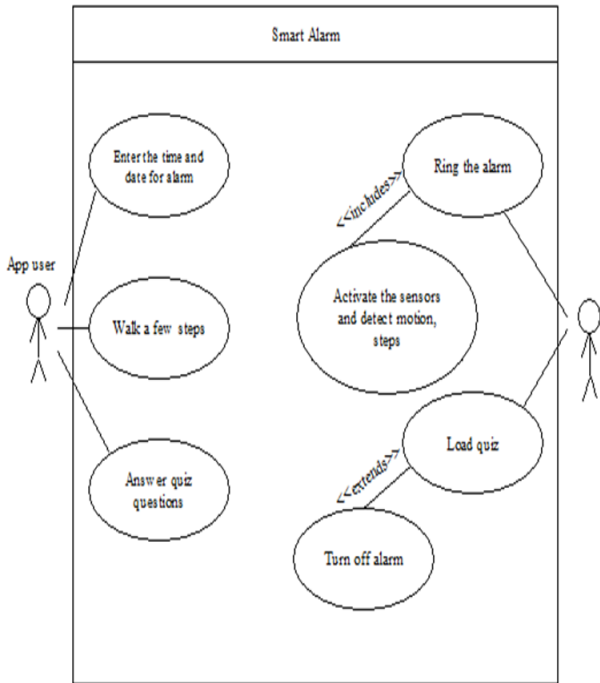 Smart Alarm
Enter the time and
date for alarm
Ring the alarm
<<includes>>
App user
Activate the sensors
and detect motion,
steps
Walk a few steps
Load quiz
<<extends>>
Answer quiz
questions
Turn off alarm